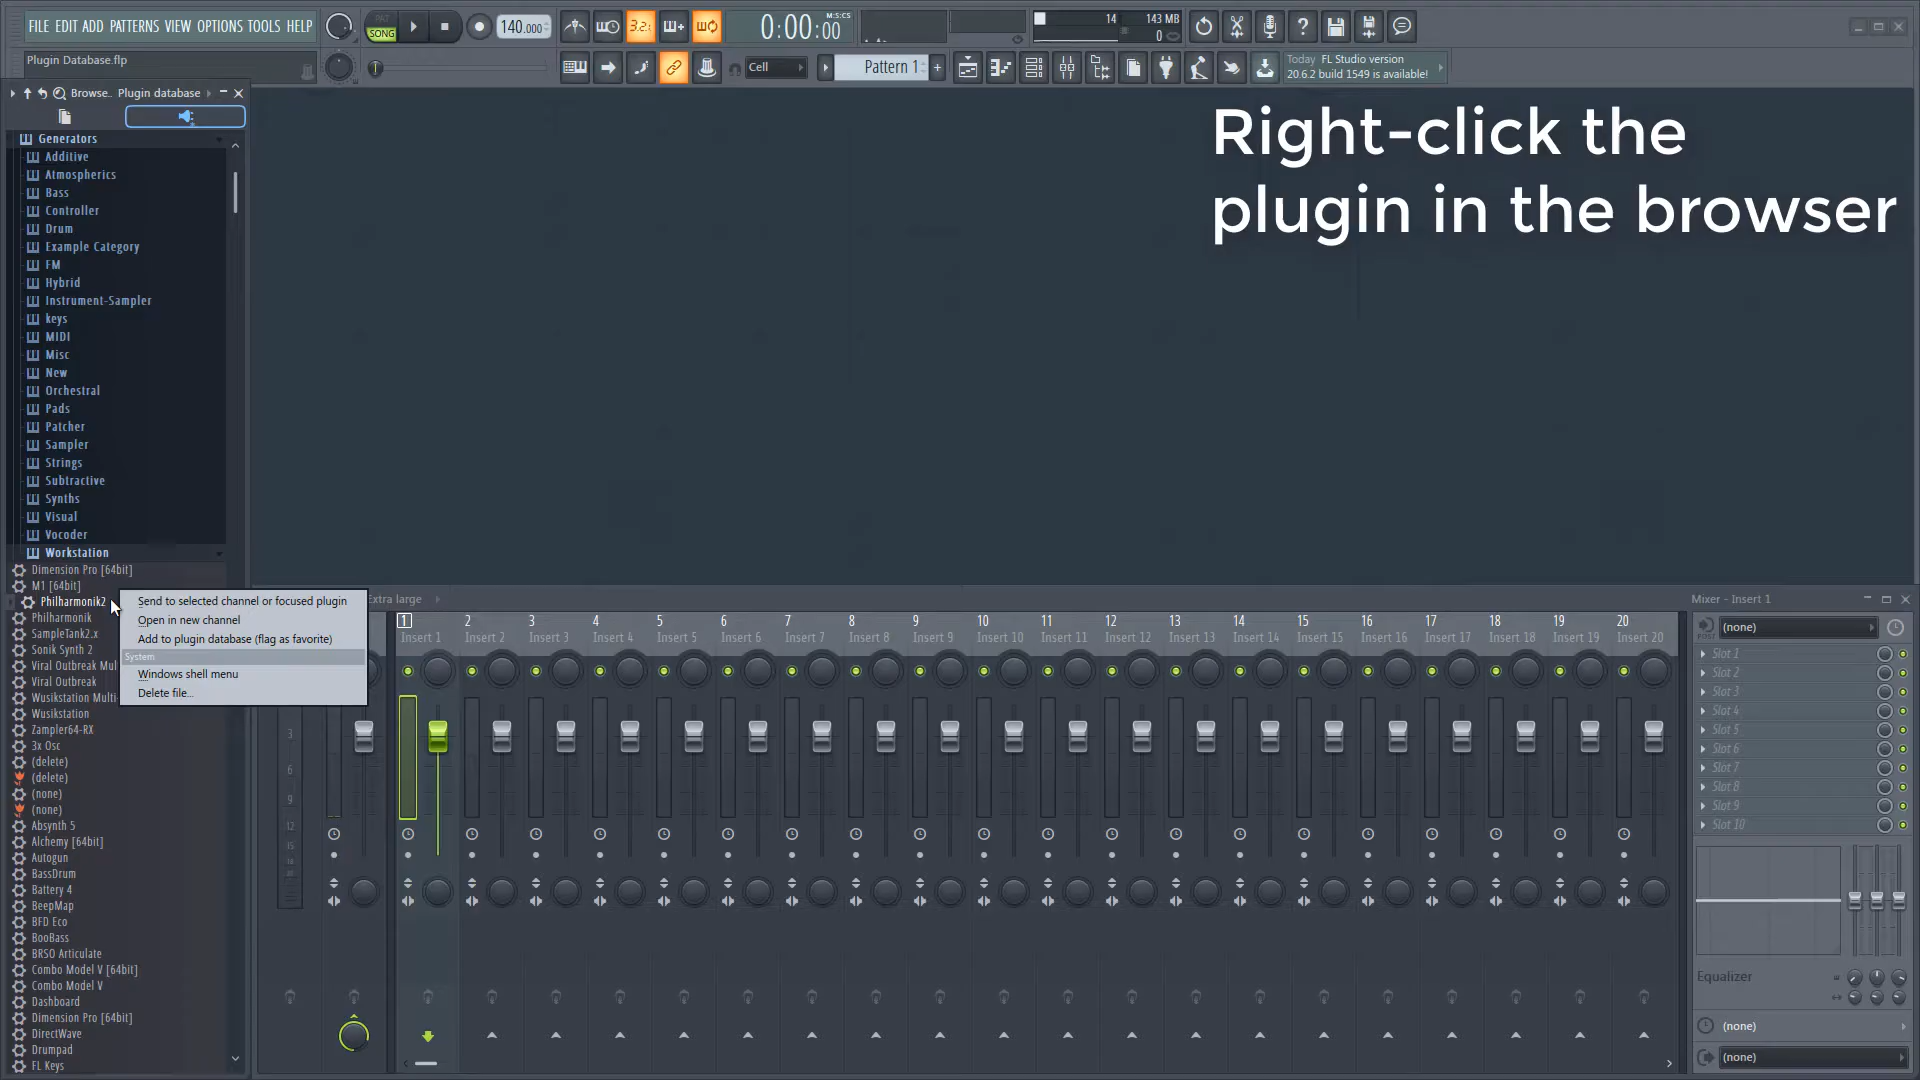 FILE EDIT ADD PATTERNS VIEW OPTIONS TOOLS HELP
PAT
SONG
140.000
3.2.
M:S:CS
0:00:00
14
143 MB
0
Plugin Database.flp
Cell
Pattern 1
Today FL Studio version
20.6.2 build 1549 is available!
Browse.. Plugin database
Right-click the
plugin in the browser
Generators
Additive
Atmospherics
Bass
Controller
Drum
Example Category
FM
Hybrid
Instrument-Sampler
keys
MIDI
Misc
New
Orchestral
Pads
Patcher
Sampler
Strings
Subtractive
Synths
Visual
Vocoder
Workstation
Dimension Pro [64bit]
M1 [64bit]
Philharmonik2
Philharmonik
SampleTank2.x
Sonik Synth 2
Viral Outbreak Mul
Viral Outbreak
Wusikstation Multi-
Wusikstation
Zampler64-RX
3x Osc
(delete)
(delete)
(none)
(none)
Absynth 5
Alchemy [64bit]
Autogun
BassDrum
Battery 4
BeepMap
BFD Eco
BooBass
BRSO Articulate
Combo Model V [64bit]
Combo Model V
Dashboard
Dimension Pro [64bit]
DirectWave
Drumpad
FL Keys
Send to selected channel or focused plugin
Open in new channel
Add to plugin database (flag as favorite)
System
Windows shell menu
Delete file...
Extra large
1 2 3 4 5 6 7 8 9 10 11 12 13 14 15 16 17 18 19 20
Insert 1 Insert 2 Insert 3 Insert 4 Insert 5 Insert 6 Insert 7 Insert 8 Insert 9 Insert 10 Insert 11 Insert 12 Insert 13 Insert 14 Insert 15 Insert 16 Insert 17 Insert 18 Insert 19 Insert 20
3
6
9
12
15
Mixer - Insert 1
(none)
Slot 1
Slot 2
Slot 3
Slot 4
Slot 5
Slot 6
Slot 7
Slot 8
Slot 9
Slot 10
Equalizer
(none)
(none)